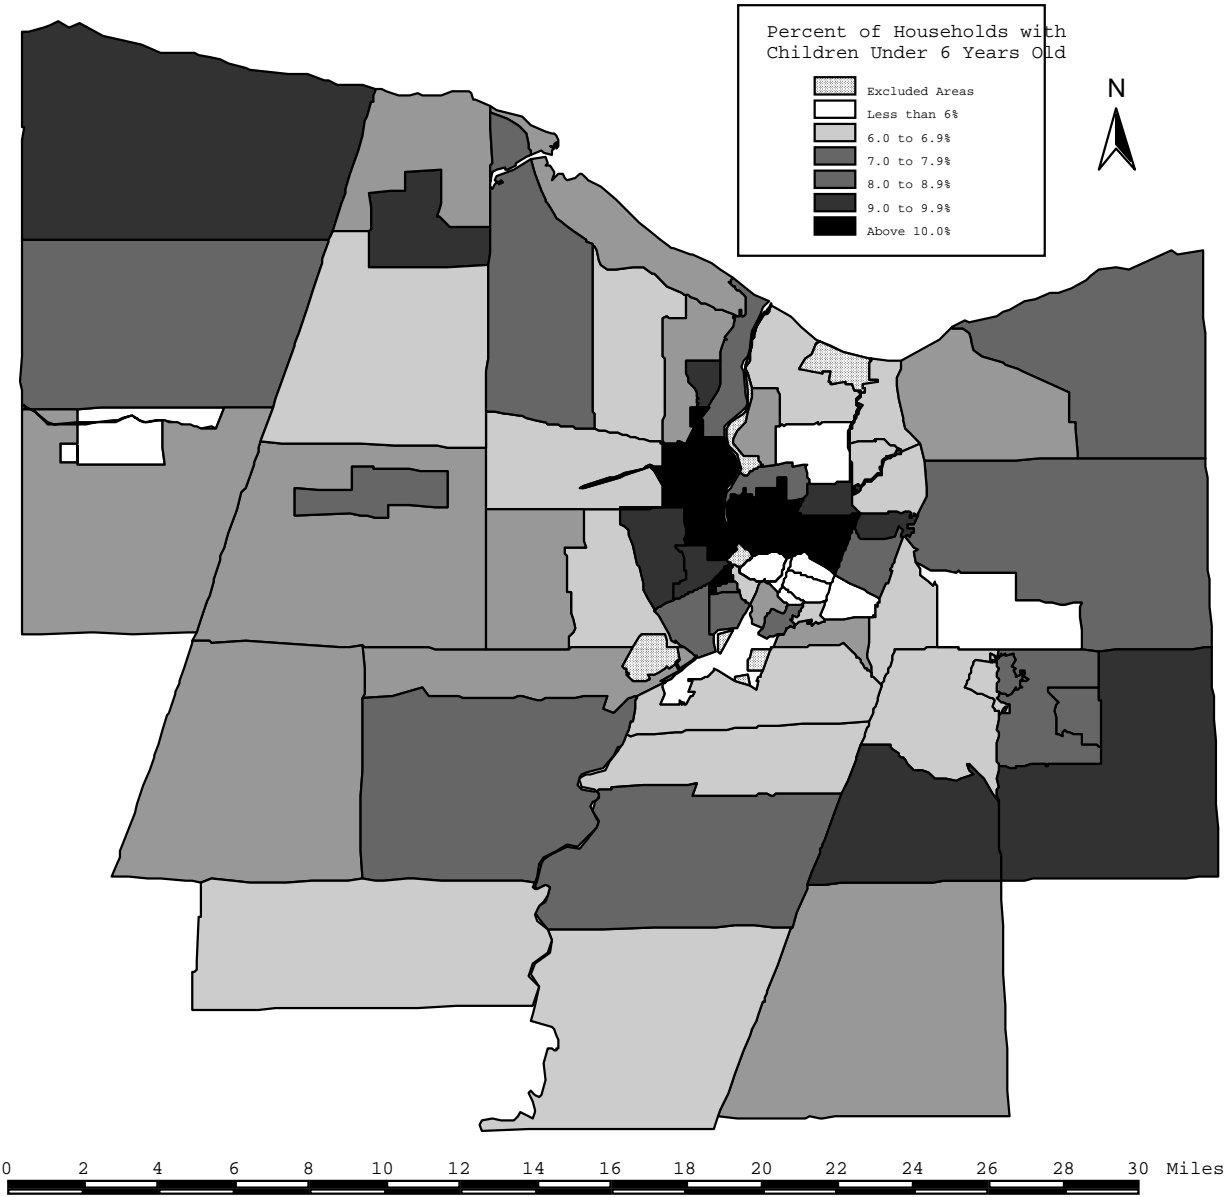 Percent of Households with
Children Under 6 Years Old
Excluded Areas
Less than 6%
6.0 to 6.9%
7.0 to 7.9%
8.0 to 8.9%
9.0 to 9.9%
Above 10.0%
N
0 2 4 6 8 10 12 14 16 18 20 22 24 26 28 30 Miles